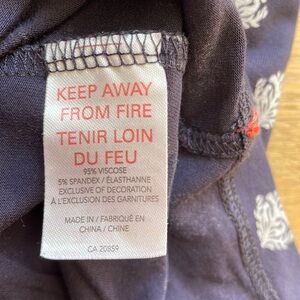 KEEP AWAY
FROM FIRE
TENIR LOIN
DU FEU
95% VISCOSE
5% SPANDEX / ÉLASTHANNE
EXCLUSIVE OF DECORATION
À L'EXCLUSION DES GARNITURES
MADE IN / FABRIQUÉ EN
CHINA / CHINE
CA 20859